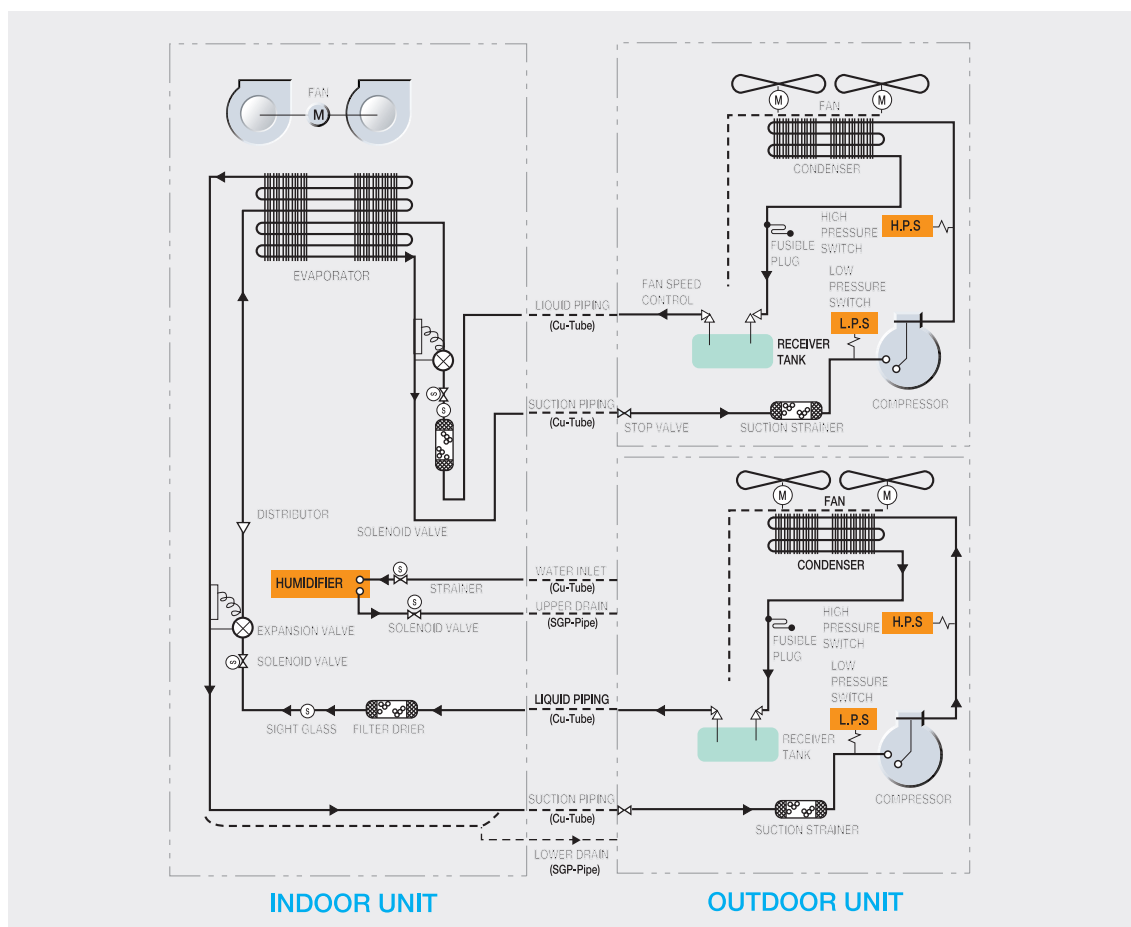 FAN
M
EVAPORATOR
S
S
SOLENOID VALVE
DISTRIBUTOR
HUMIDIFIER
S
STRAINER
S
SOLENOID VALVE
EXPANSION VALVE
S
SOLENOID VALVE
S
SIGHT GLASS
FILTER DRIER
LIQUID PIPING
(Cu-Tube)
SUCTION PIPING
(Cu-Tube)
WATER INLET
(Cu-Tube)
UPPER DRAIN
(SGP-Pipe)
LIQUID PIPING
(Cu-Tube)
SUCTION PIPING
(Cu-Tube)
LOWER DRAIN
(SGP-Pipe)
M
M
FAN
CONDENSER
HIGH
PRESSURE
SWITCH
H.P.S
FUSIBLE
PLUG
LOW
PRESSURE
SWITCH
L.P.S
FAN SPEED
CONTROL
RECEIVER
TANK
COMPRESSOR
STOP VALVE
SUCTION STRAINER
M
M
FAN
CONDENSER
HIGH
PRESSURE
SWITCH
H.P.S
FUSIBLE
PLUG
LOW
PRESSURE
SWITCH
L.P.S
RECEIVER
TANK
COMPRESSOR
SUCTION STRAINER
INDOOR UNIT
OUTDOOR UNIT